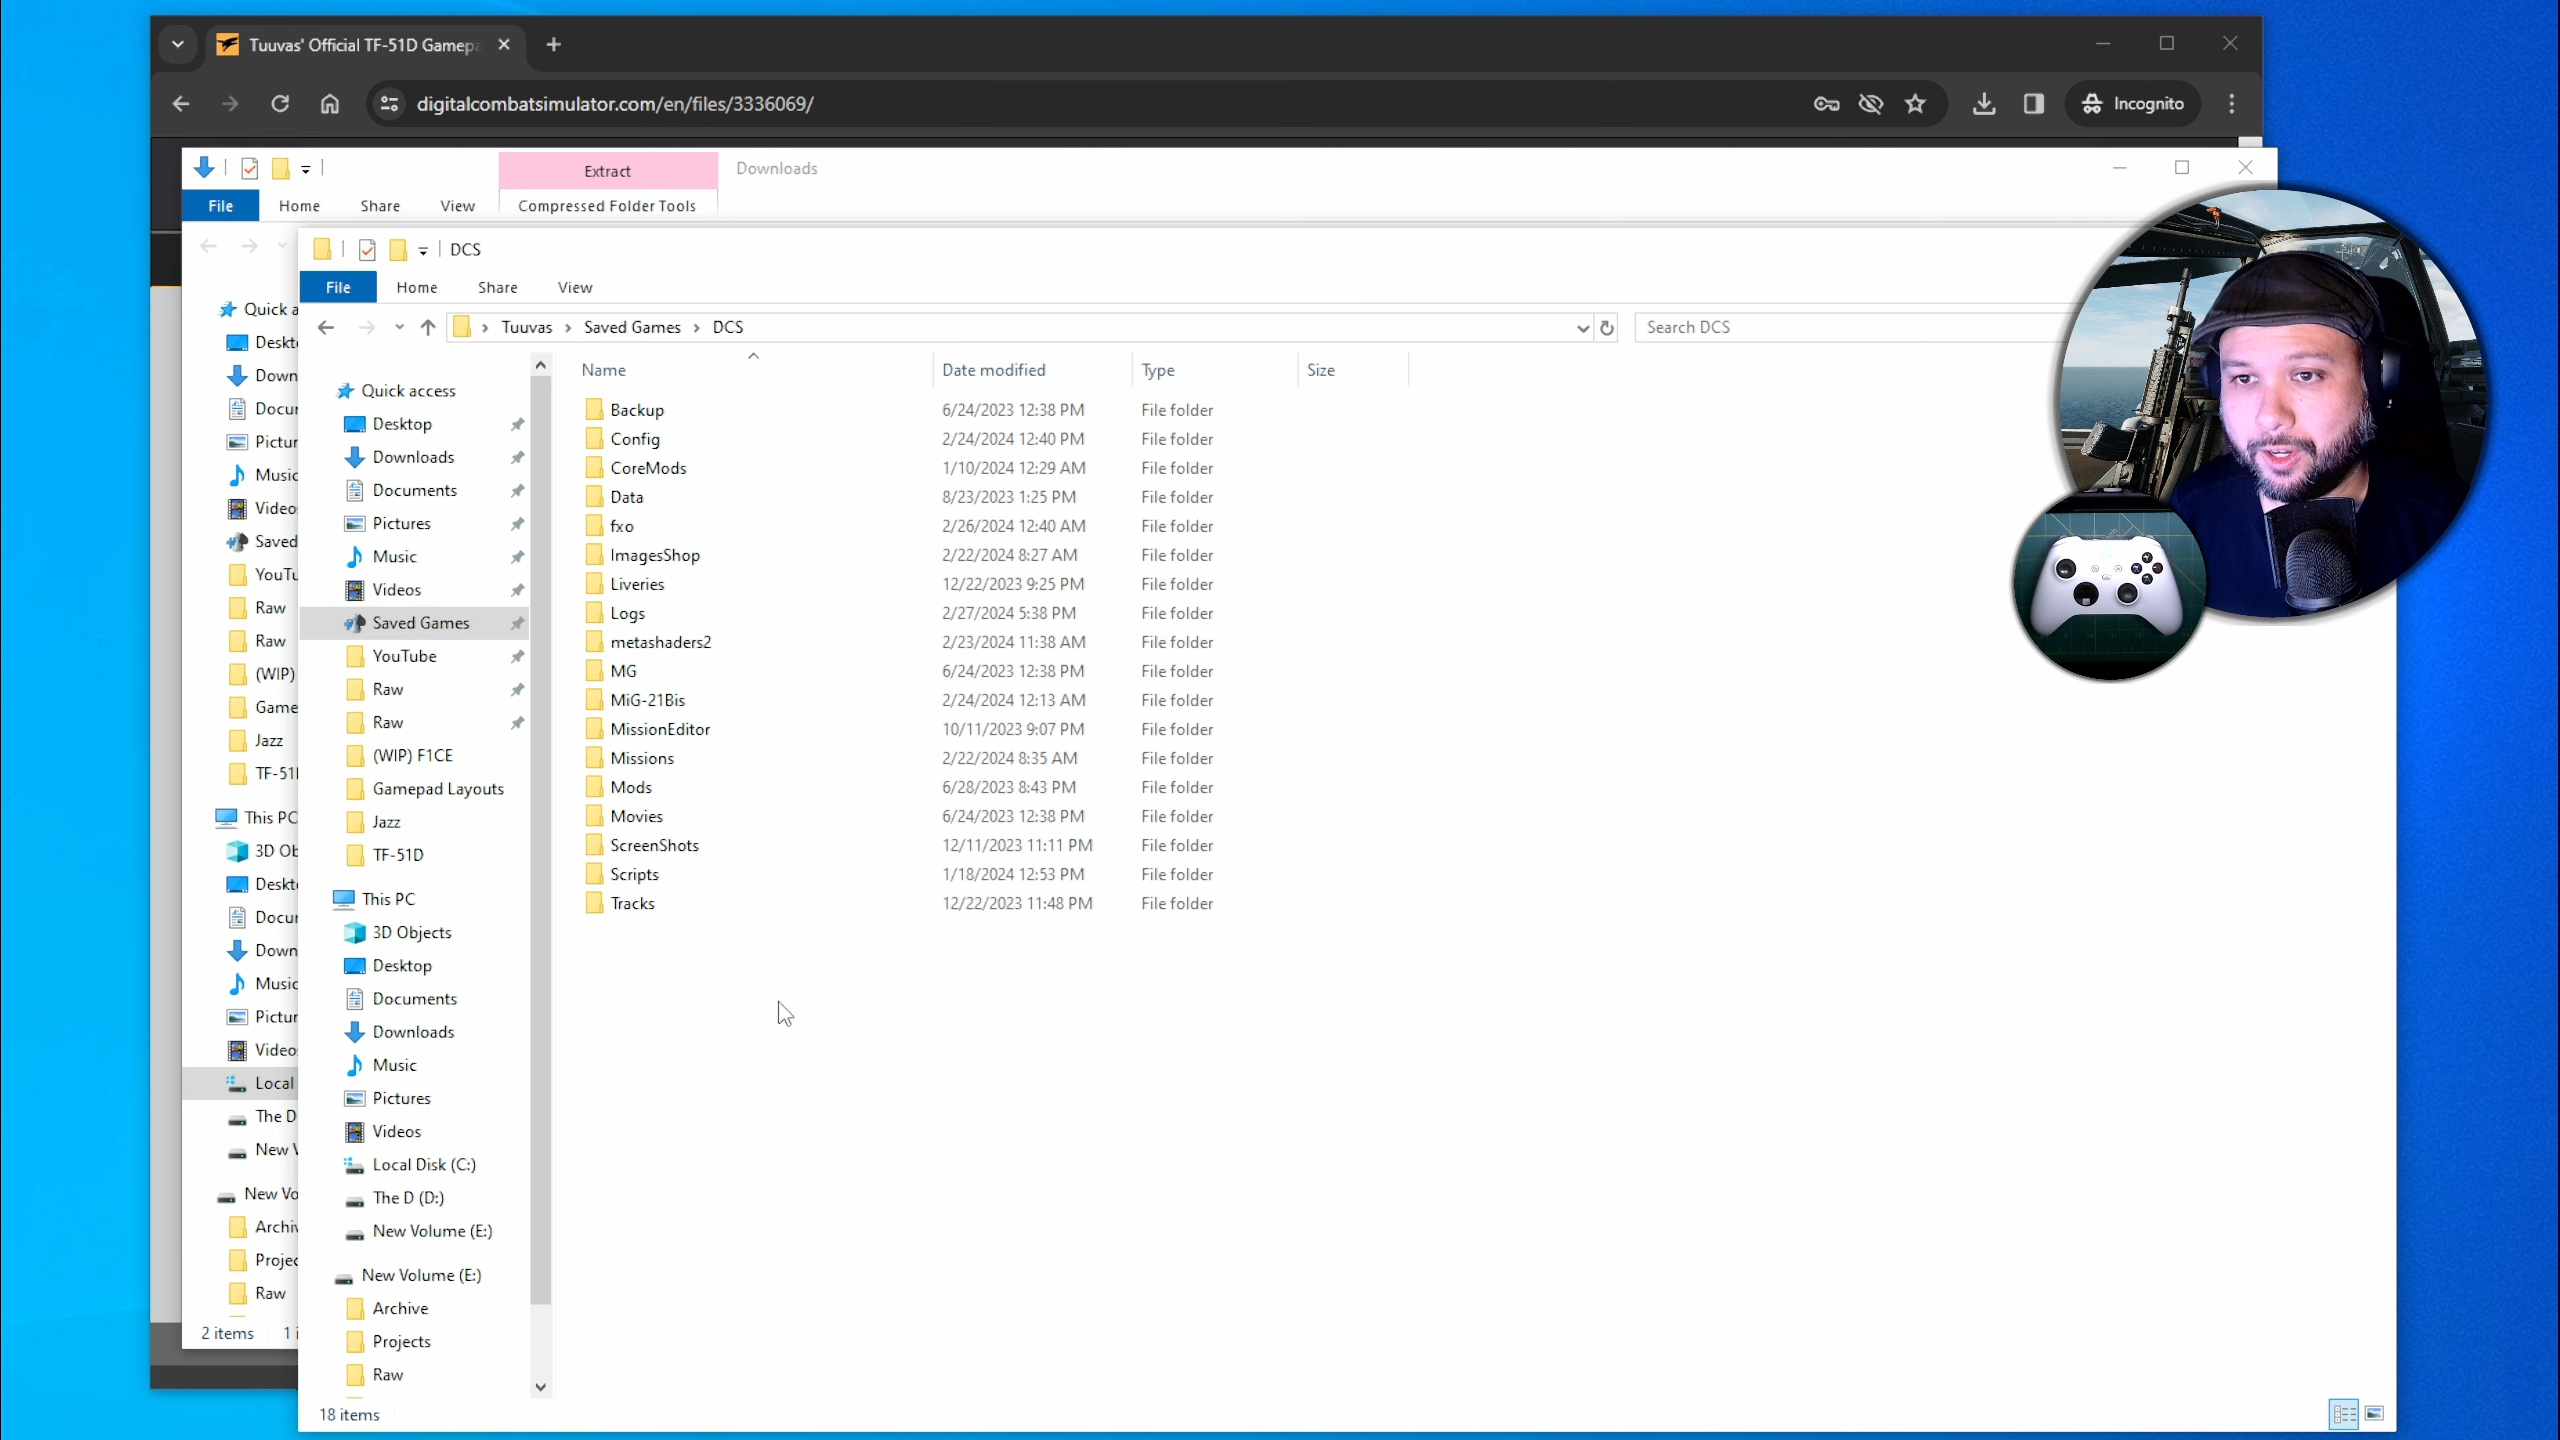 Tuuvas' Official TF-51D Gamepa
digitalcombatsimulator.com/en/files/3336069/
Incognito
Extract
Downloads
File
Home
Share
View
Compressed Folder Tools
DCS
File
Home
Share
View
Tuuvas
Saved Games
DCS
Search DCS
Name
Date modified
Type
Size
Quick a
Deskt
Down
Docur
Pictur
Music
Video
Saved
YouTu
Raw
Raw
(WIP)
Game
Jazz
TF-51
This PC
3D Ob
Deskt
Docur
Down
Music
Pictur
Video
Local
The D
New V
New Vo
Archiv
Projec
Raw
2 items
1 i
Quick access
Desktop
Downloads
Documents
Pictures
Music
Videos
Saved Games
YouTube
Raw
Raw
(WIP) F1CE
Gamepad Layouts
Jazz
TF-51D
This PC
3D Objects
Desktop
Documents
Downloads
Music
Pictures
Videos
Local Disk (C:)
The D (D:)
New Volume (E:)
New Volume (E:)
Archive
Projects
Raw
Backup 6/24/2023 12:38 PM File folder
Config 2/24/2024 12:40 PM File folder
CoreMods 1/10/2024 12:29 AM File folder
Data 8/23/2023 1:25 PM File folder
fxo 2/26/2024 12:40 AM File folder
ImagesShop 2/22/2024 8:27 AM File folder
Liveries 12/22/2023 9:25 PM File folder
Logs 2/27/2024 5:38 PM File folder
metashaders2 2/23/2024 11:38 AM File folder
MG 6/24/2023 12:38 PM File folder
MiG-21Bis 2/24/2024 12:13 AM File folder
MissionEditor 10/11/2023 9:07 PM File folder
Missions 2/22/2024 8:35 AM File folder
Mods 6/28/2023 8:43 PM File folder
Movies 6/24/2023 12:38 PM File folder
ScreenShots 12/11/2023 11:11 PM File folder
Scripts 1/18/2024 12:53 PM File folder
Tracks 12/22/2023 11:48 PM File folder
18 items